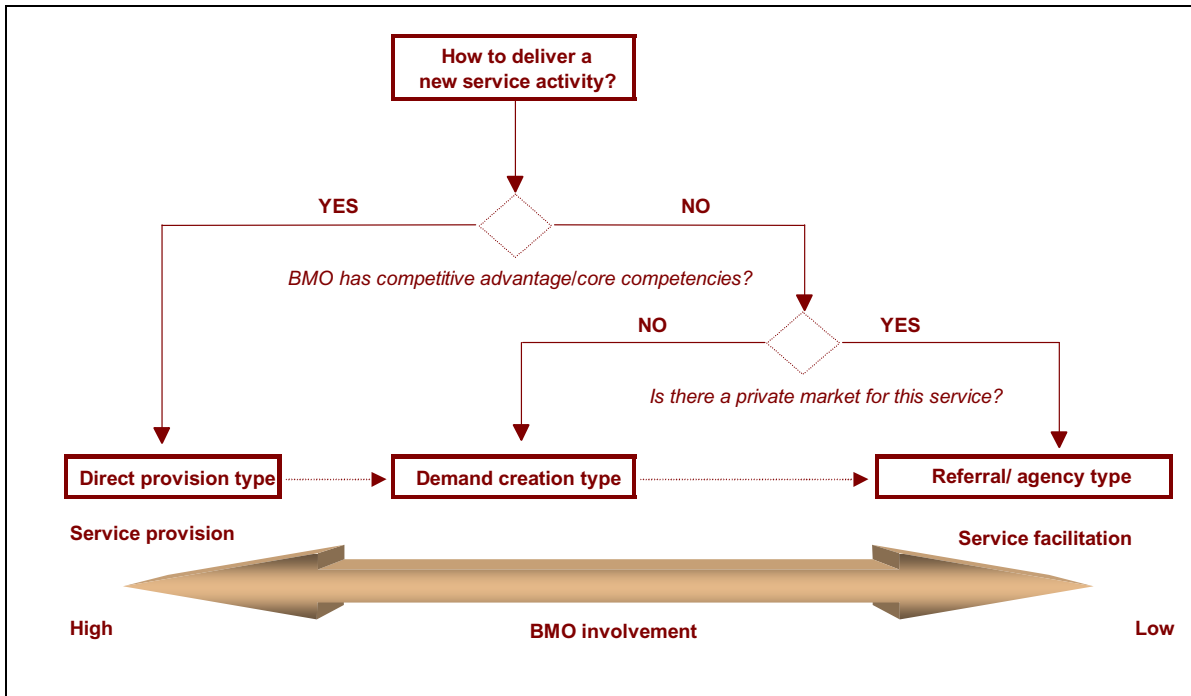 How to deliver a
new service activity?
YES
NO
BMO has competitive advantage/core competencies?
NO
YES
Is there a private market for this service?
Direct provision type
Demand creation type
Referral/ agency type
Service provision
Service facilitation
High
BMO involvement
Low